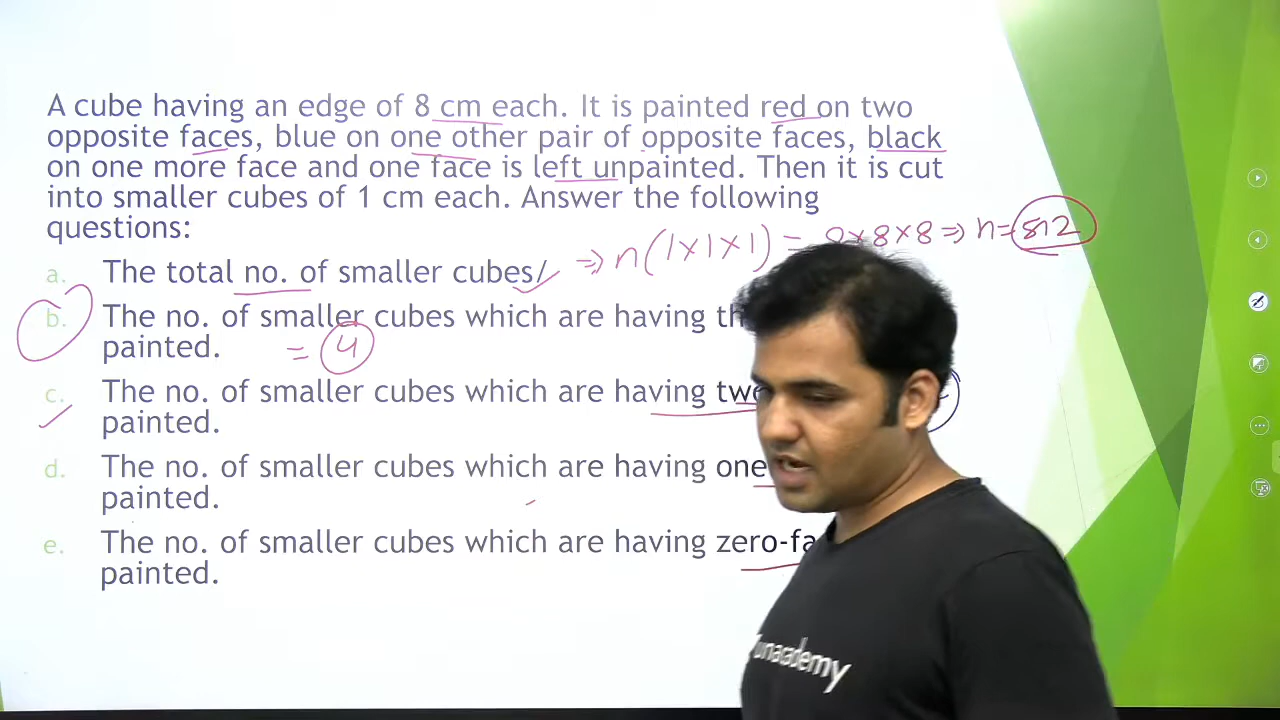 A cube having an edge of 8 cm each. It is painted red on two
opposite faces, blue on one other pair of opposite faces, black
on one more face and one face is left unpainted. Then it is cut
into smaller cubes of 1 cm each. Answer the following
questions:
a. The total no. of smaller cubes/ ⇒ n(1×1×1) = 8×8×8 ⇒ n=512
b. The no. of smaller cubes which are having
painted. = 4
c. The no. of smaller cubes which are having
painted.
d. The no. of smaller cubes which are having one
painted.
e. The no. of smaller cubes which are having zero-fa
painted.
unacademy